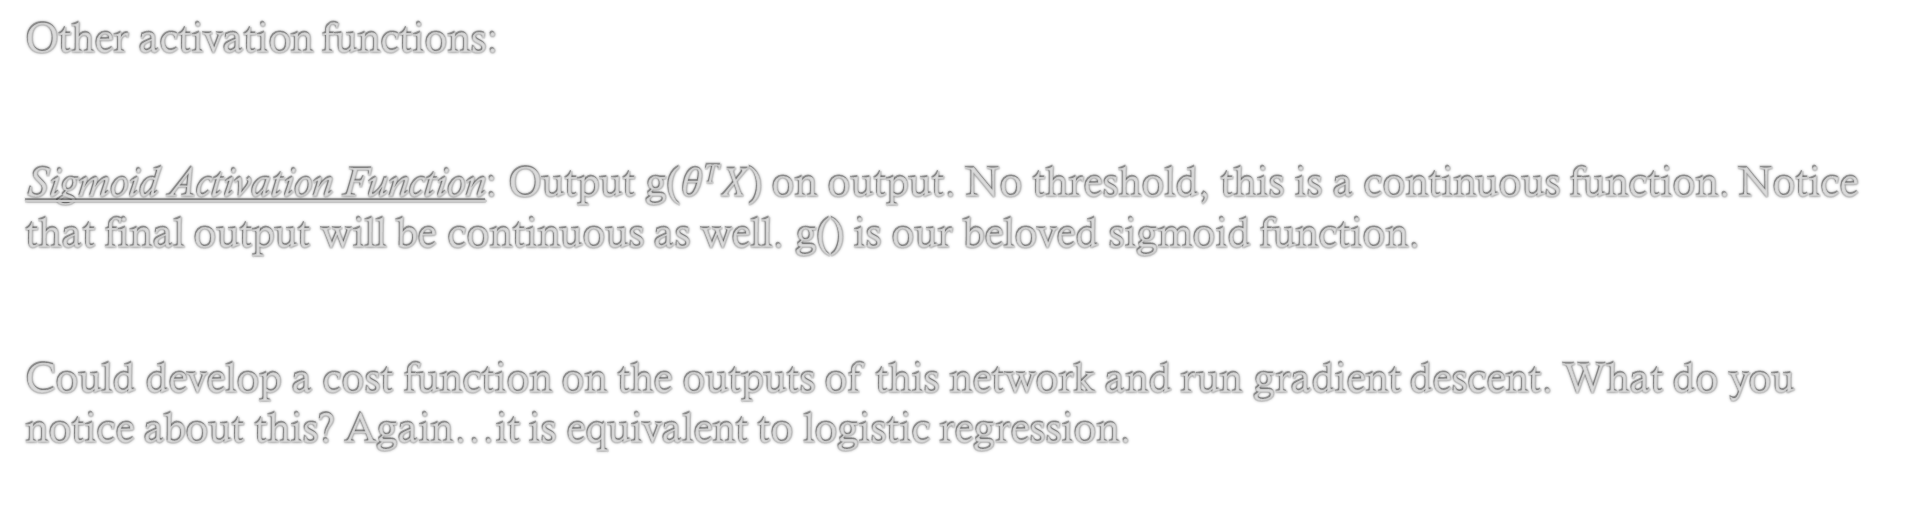 Other activation functions:
Sigmoid Activation Function: Output g(θᵀX) on output. No threshold, this is a continuous function. Notice
that final output will be continuous as well. g() is our beloved sigmoid function.
Could develop a cost function on the outputs of this network and run gradient descent. What do you
notice about this? Again…it is equivalent to logistic regression.